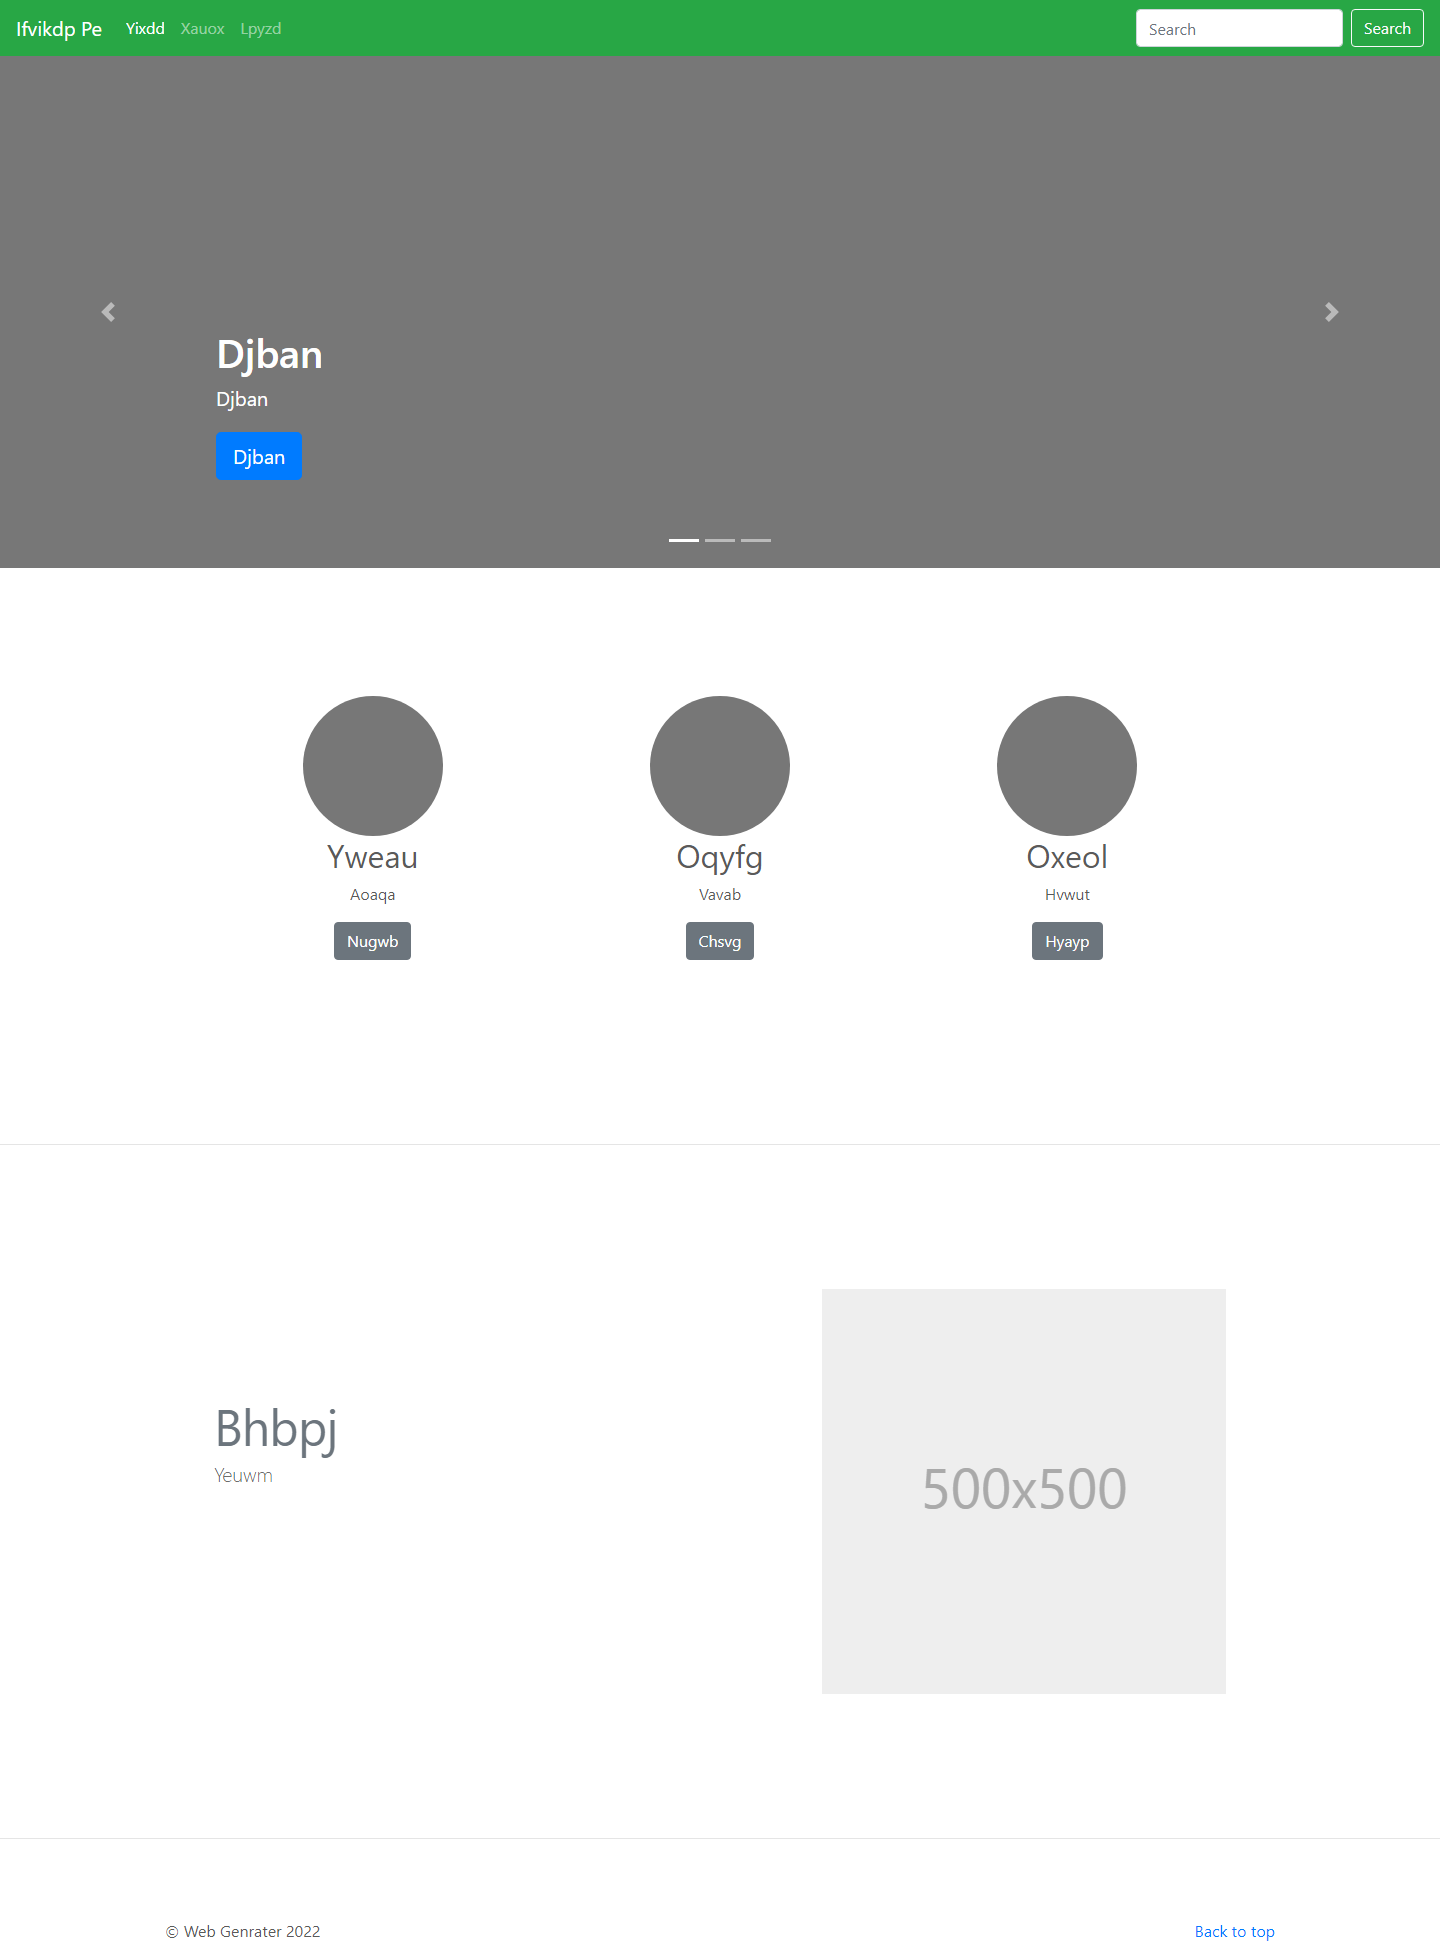 Ifvikdp Pe Yixdd Xauox Lpyzd Search Search
Djban
Djban
Djban
Yweau
Aoaqa
Nugwb
Oqyfg
Vavab
Chsvg
Oxeol
Hvwut
Hyayp
Bhbpj
Yeuwm
500x500
© Web Genrater 2022
Back to top